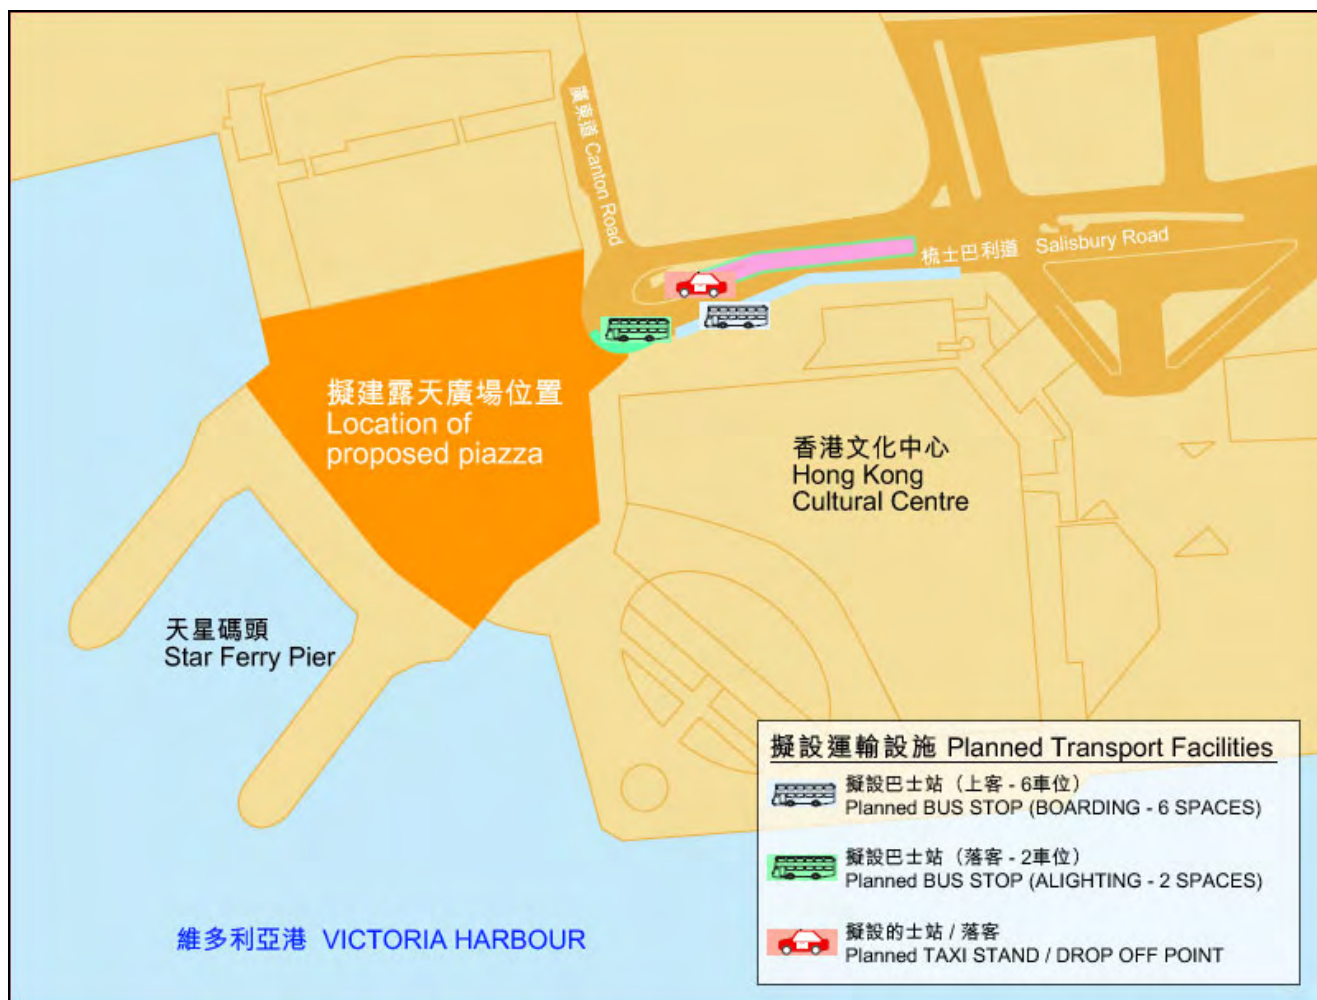 廣東道 Canton Road
梳士巴利道 Salisbury Road
擬建露天廣場位置
Location of
proposed piazza
香港文化中心
Hong Kong
Cultural Centre
天星碼頭
Star Ferry Pier
維多利亞港 VICTORIA HARBOUR
擬設運輸設施 Planned Transport Facilities
擬設巴士站（上客 - 6車位）
Planned BUS STOP (BOARDING - 6 SPACES)
擬設巴士站（落客 - 2車位）
Planned BUS STOP (ALIGHTING - 2 SPACES)
擬設的士站 / 落客
Planned TAXI STAND / DROP OFF POINT